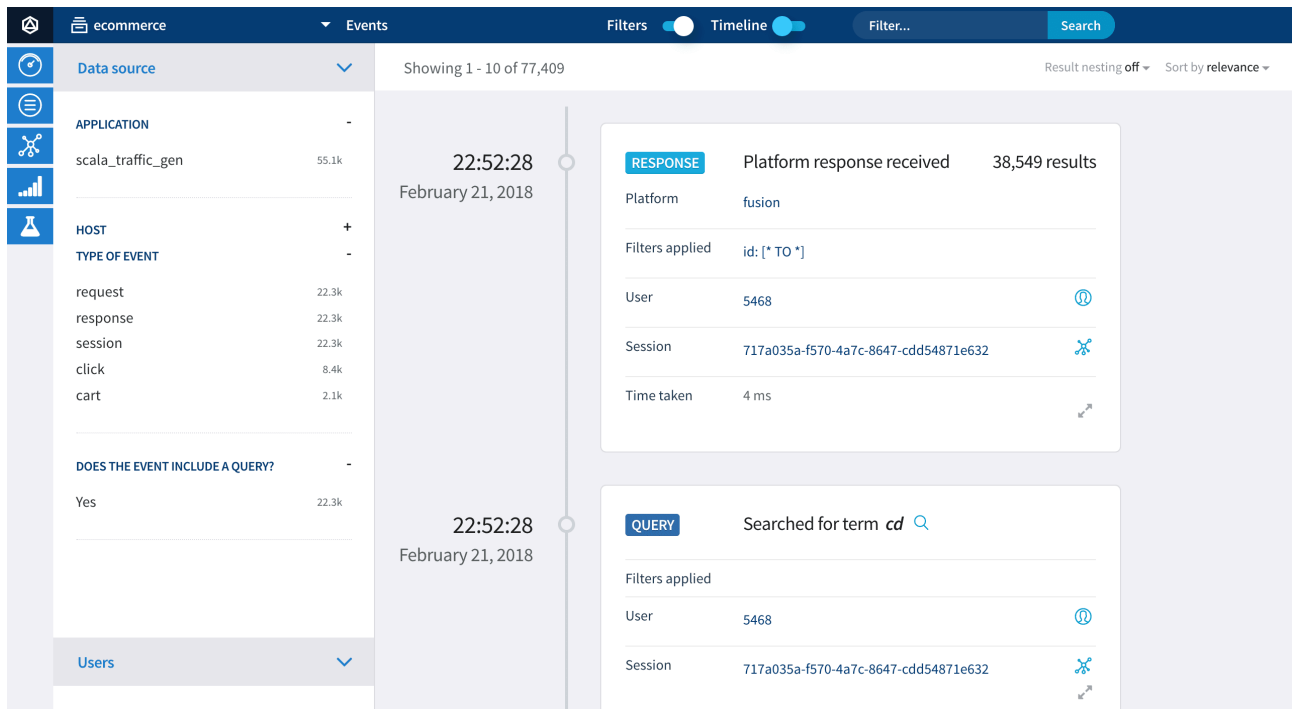 ecommerce Events Filters Timeline Filter... Search
Data source
Showing 1 - 10 of 77,409 Result nesting off Sort by relevance
APPLICATION -
scala_traffic_gen 55.1k
HOST +
TYPE OF EVENT -
request 22.3k
response 22.3k
session 22.3k
click 8.4k
cart 2.1k
DOES THE EVENT INCLUDE A QUERY? -
Yes 22.3k
Users
22:52:28
February 21, 2018
RESPONSE Platform response received 38,549 results
Platform fusion
Filters applied id: [* TO *]
User 5468
Session 717a035a-f570-4a7c-8647-cdd54871e632
Time taken 4 ms
22:52:28
February 21, 2018
QUERY Searched for term cd
Filters applied
User 5468
Session 717a035a-f570-4a7c-8647-cdd54871e632